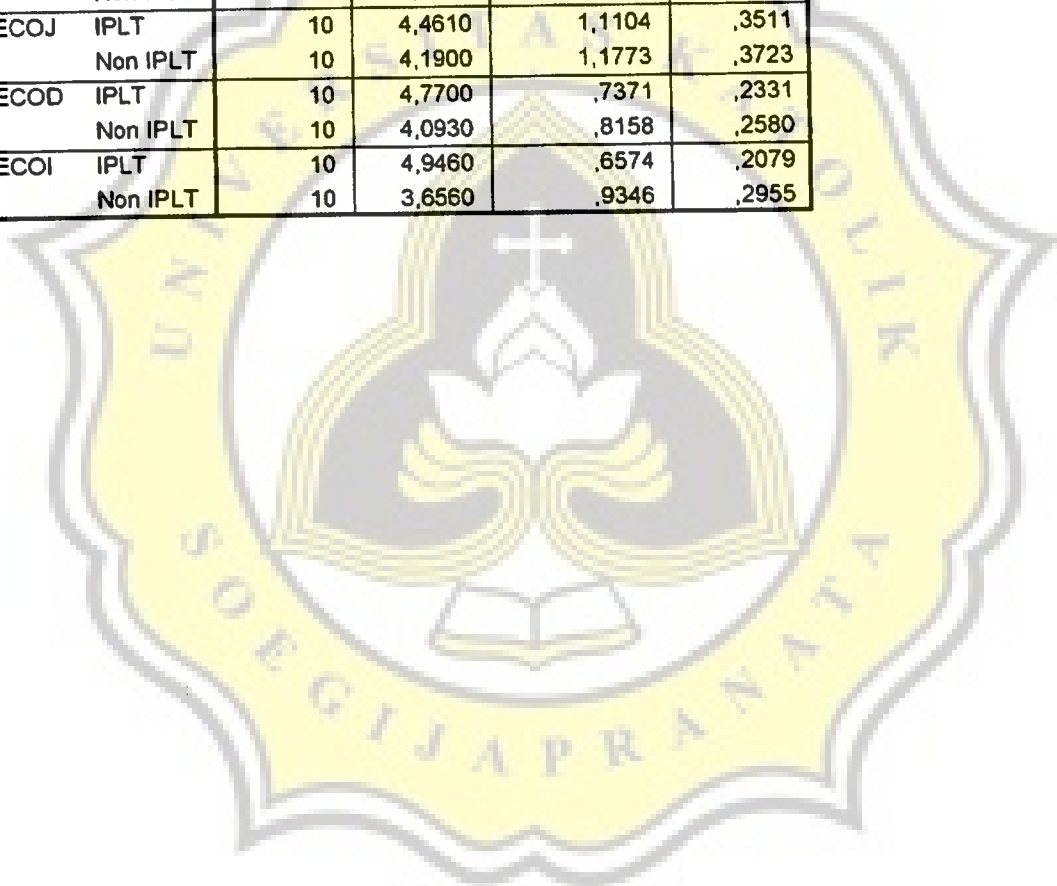 ECOJ IPLT 10 4,4610 1,1104 ,3511
Non IPLT 10 4,1900 1,1773 ,3723
ECOD IPLT 10 4,7700 ,7371 ,2331
Non IPLT 10 4,0930 ,8158 ,2580
ECOI IPLT 10 4,9460 ,6574 ,2079
Non IPLT 10 3,6560 ,9346 ,2955
UNIVERSITAS KATOLIK
SOEGIJAPRANATA